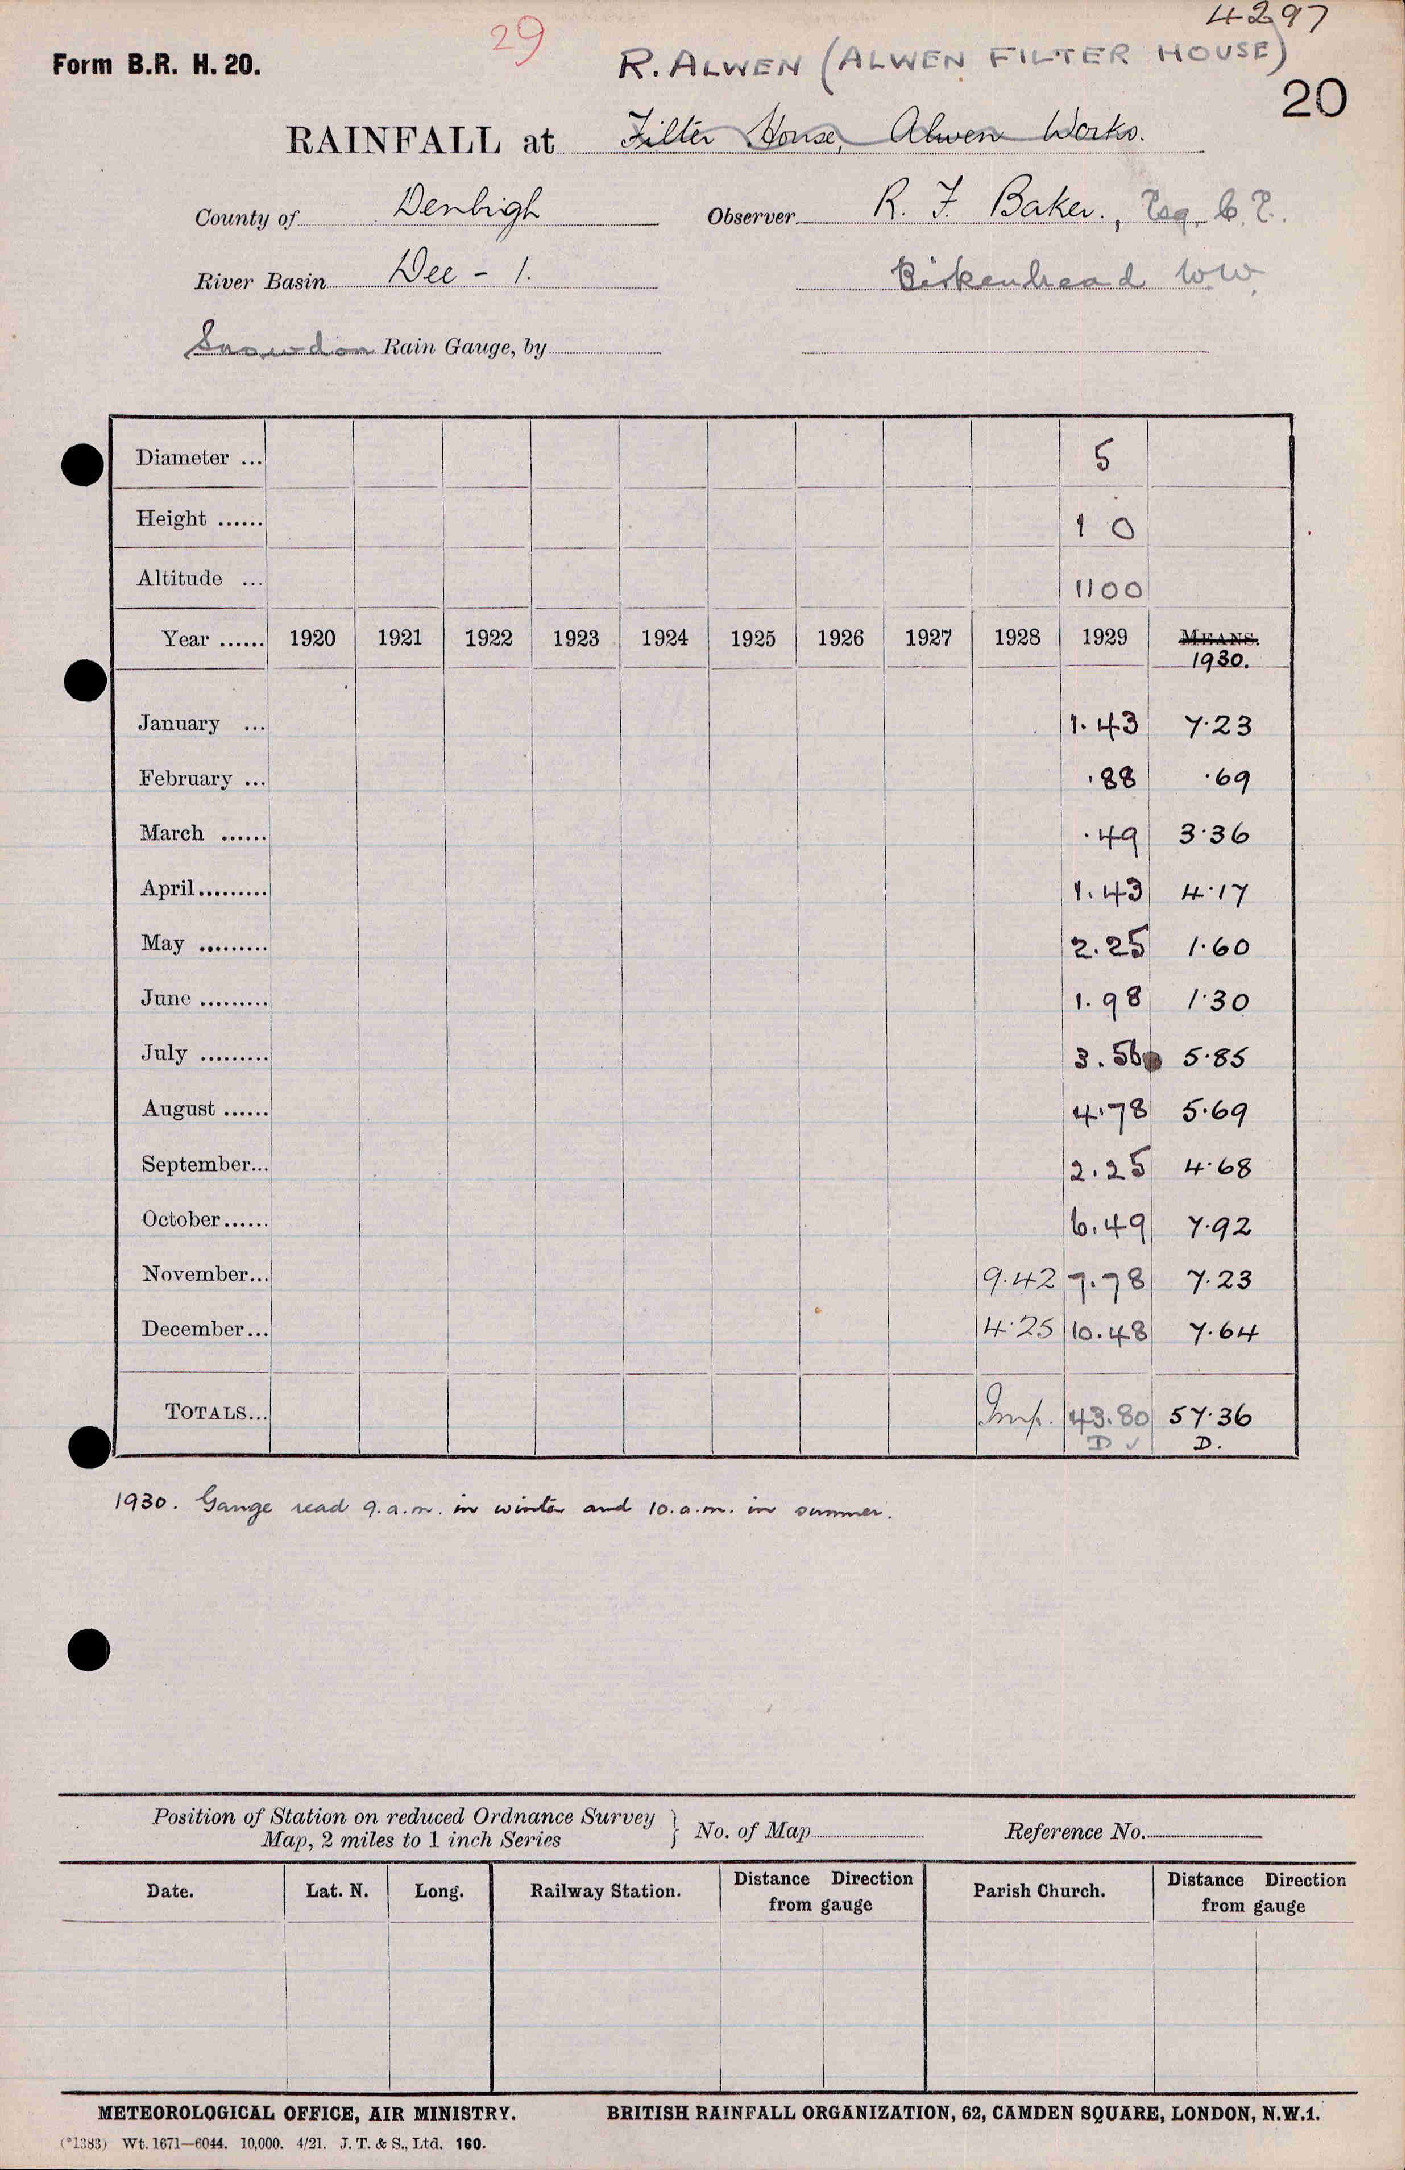 4297
29
Form B.R. H. 20.
R. ALWEN (ALWEN FILTER HOUSE)
20
RAINFALL at Filter House, Alwen Works.
County of Denbigh Observer R. F. Baker., Esq. C.E.
River Basin Dee - 1. Birkenhead W.W.
Snowdon Rain Gauge, by
Diameter ... 5
Height ...... 1 0
Altitude ... 1100
Year ...... 1920 1921 1922 1923 1924 1925 1926 1927 1928 1929 MEANS.
1930.
January ... 1.43 7.23
February ... .88 .69
March ...... .49 3.36
April......... 1.43 4.17
May ......... 2.25 1.60
June ......... 1.98 1.30
July ......... 3.56 5.85
August ...... 4.78 5.69
September... 2.25 4.68
October...... 6.49 7.92
November... 9.42 7.78 7.23
December... 4.25 10.48 7.64
TOTALS... Imp. 43.80 57.36
D ✓ D.
1930. Gauge read 9.a.m. in winter and 10.a.m. in summer.
Position of Station on reduced Ordnance Survey
Map, 2 miles to 1 inch Series } No. of Map Reference No.
Date. Lat. N. Long. Railway Station. Distance Direction from gauge Parish Church. Distance Direction from gauge
METEOROLOGICAL OFFICE, AIR MINISTRY. BRITISH RAINFALL ORGANIZATION, 62, CAMDEN SQUARE, LONDON, N.W.1.
(*1383) Wt. 1671—6044. 10,000. 4/21. J. T. & S., Ltd. 160.